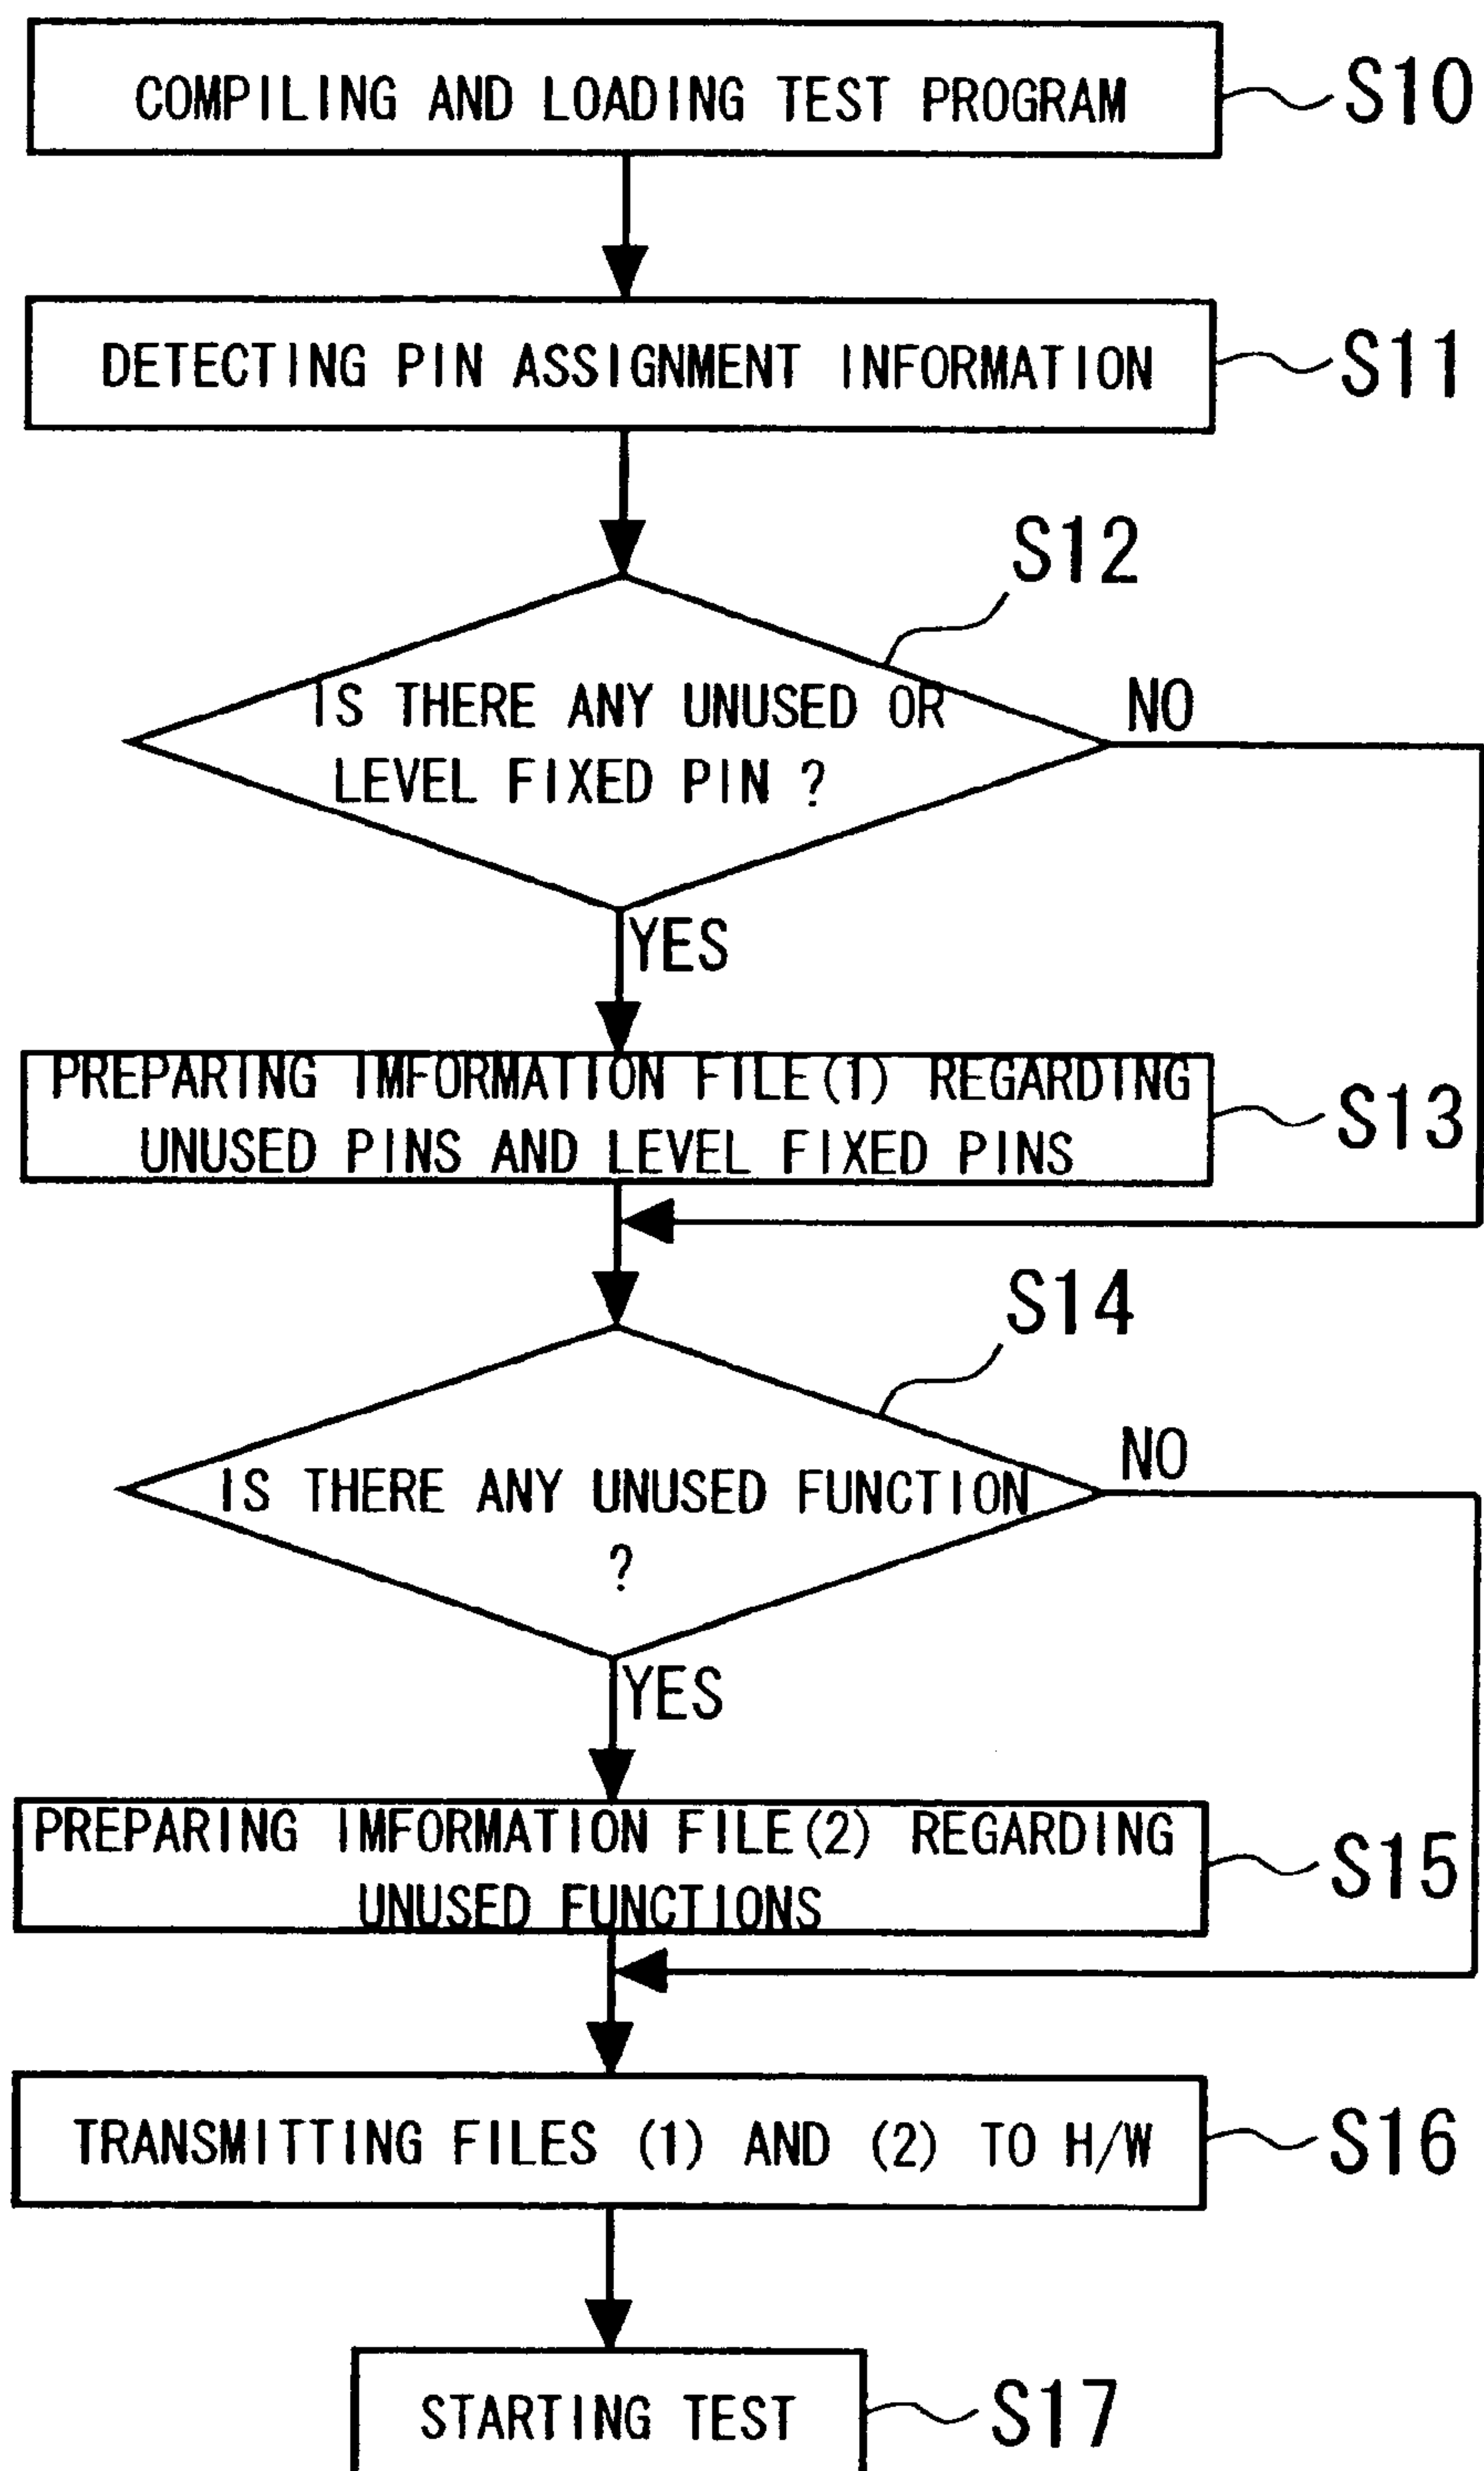 COMPILING AND LOADING TEST PROGRAM
S10
DETECTING PIN ASSIGNMENT INFORMATION
S11
S12
IS THERE ANY UNUSED OR
LEVEL FIXED PIN ?
NO
YES
PREPARING IMFORMATION FILE(1) REGARDING
UNUSED PINS AND LEVEL FIXED PINS
S13
S14
IS THERE ANY UNUSED FUNCTION
?
NO
YES
PREPARING IMFORMATION FILE(2) REGARDING
UNUSED FUNCTIONS
S15
TRANSMITTING FILES (1) AND (2) TO H/W
S16
STARTING TEST
S17